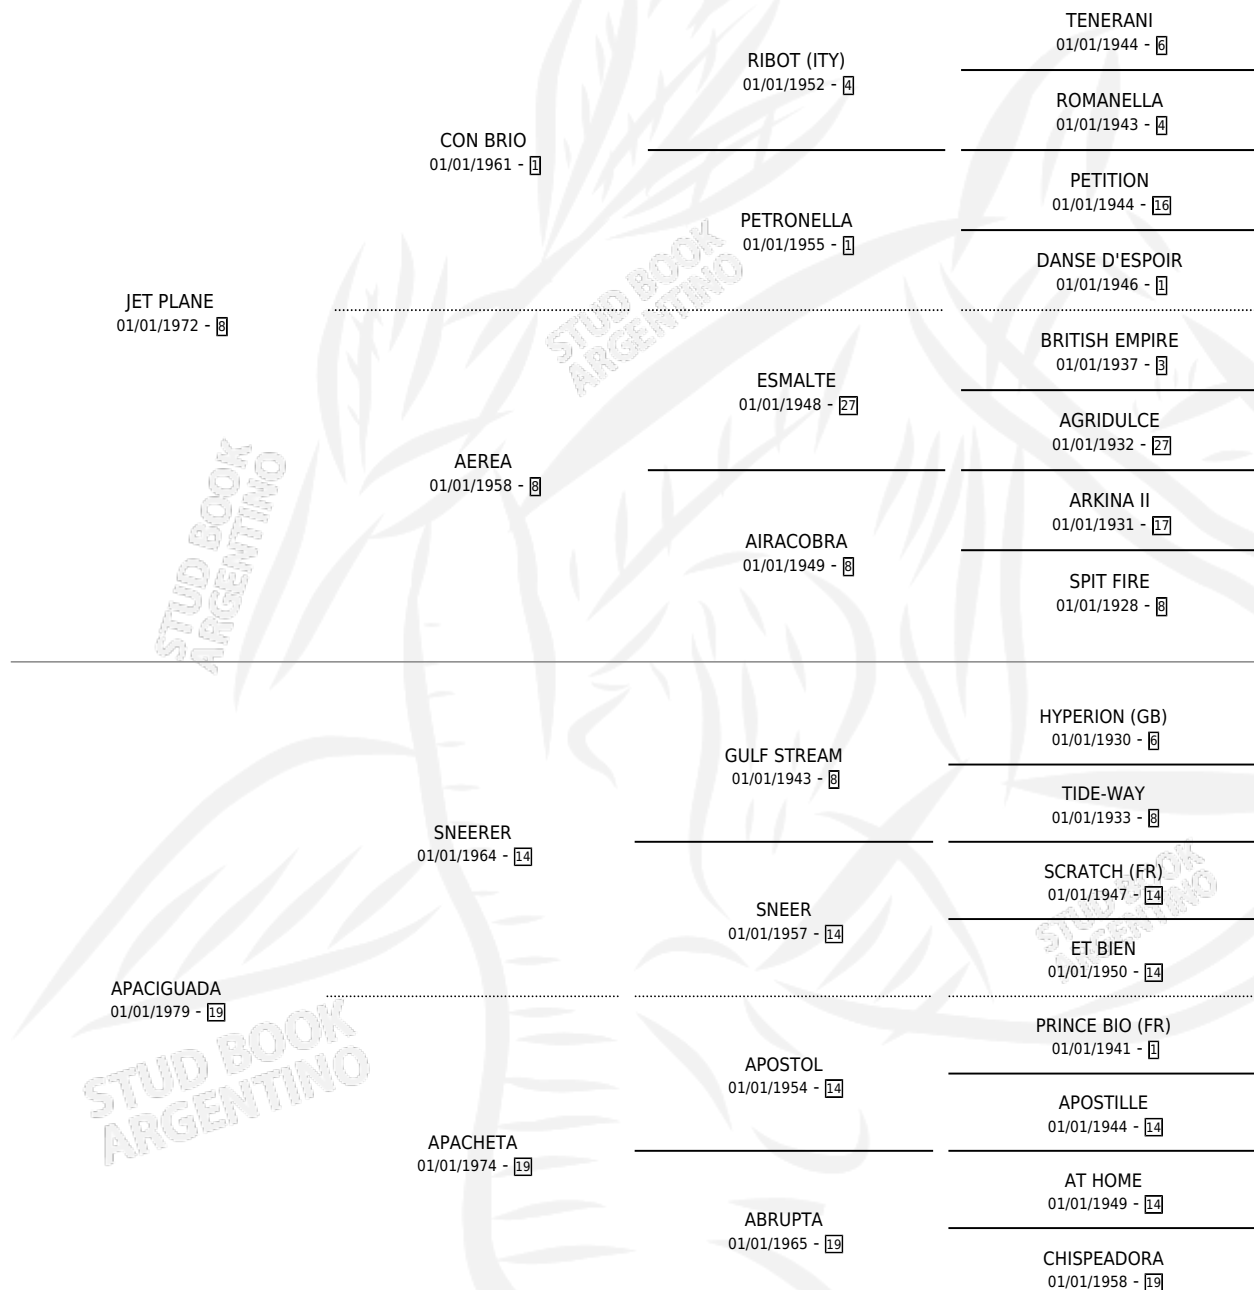 TENERANI
01/01/1944 - 6
RIBOT (ITY)
01/01/1952 - 4
ROMANELLA
01/01/1943 - 4
CON BRIO
01/01/1961 - 1
PETITION
01/01/1944 - 16
PETRONELLA
01/01/1955 - 1
DANSE D'ESPOIR
01/01/1946 - 1
JET PLANE
01/01/1972 - 8
STUD BOOK
ARGENTINO
BRITISH EMPIRE
01/01/1937 - 3
ESMALTE
01/01/1948 - 27
AGRIDULCE
01/01/1932 - 27
AEREA
01/01/1958 - 8
ARKINA II
01/01/1931 - 17
AIRACOBRA
01/01/1949 - 8
SPIT FIRE
01/01/1928 - 8
STUD BOOK
ARGENTINO
HYPERION (GB)
01/01/1930 - 6
GULF STREAM
01/01/1943 - 8
TIDE-WAY
01/01/1933 - 8
SNEERER
01/01/1964 - 14
SCRATCH (FR)
01/01/1947 - 14
SNEER
01/01/1957 - 14
ET BIEN
01/01/1950 - 14
STUD BOOK
ARGENTINO
APACIGUADA
01/01/1979 - 19
PRINCE BIO (FR)
01/01/1941 - 1
APOSTOL
01/01/1954 - 14
APOSTILLE
01/01/1944 - 14
STUD BOOK
ARGENTINO
APACHETA
01/01/1974 - 19
AT HOME
01/01/1949 - 14
ABRUPTA
01/01/1965 - 19
CHISPEADORA
01/01/1958 - 19